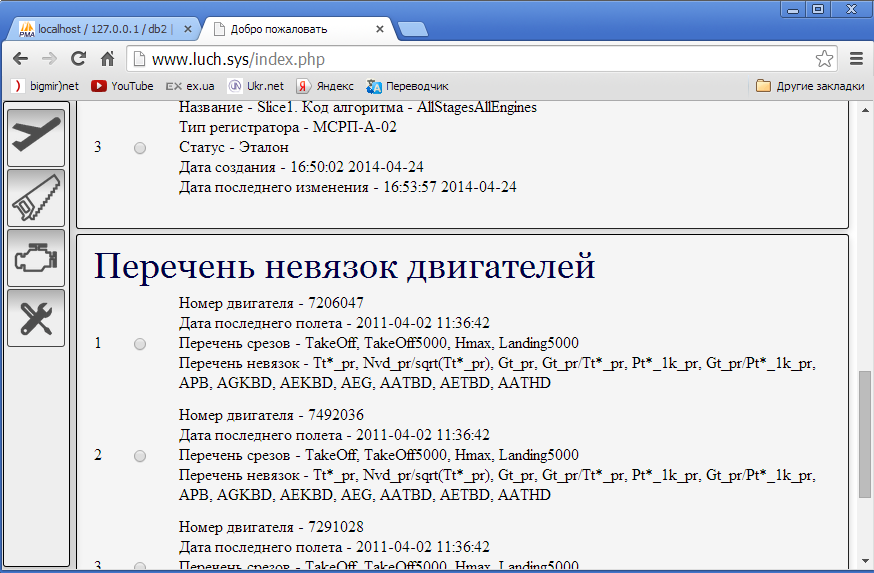 localhost / 127.0.0.1 / db2 |
Добро пожаловать
www.luch.sys/index.php
bigmir)net
YouTube
EX ex.ua
Ukr.net
Яндекс
Переводчик
Другие закладки
Название - Slice1. Код алгоритма - AllStagesAllEngines
Тип регистратора - МСРП-А-02
3 Статус - Эталон
Дата создания - 16:50:02 2014-04-24
Дата последнего изменения - 16:53:57 2014-04-24
Перечень невязок двигателей
Номер двигателя - 7206047
Дата последнего полета - 2011-04-02 11:36:42
1 Перечень срезов - TakeOff, TakeOff5000, Hmax, Landing5000
Перечень невязок - Tt*_pr, Nvd_pr/sqrt(Tt*_pr), Gt_pr, Gt_pr/Tt*_pr, Pt*_1k_pr, Gt_pr/Pt*_1k_pr,
APB, AGKBD, AEKBD, AEG, AATBD, AETBD, AATHD
Номер двигателя - 7492036
Дата последнего полета - 2011-04-02 11:36:42
2 Перечень срезов - TakeOff, TakeOff5000, Hmax, Landing5000
Перечень невязок - Tt*_pr, Nvd_pr/sqrt(Tt*_pr), Gt_pr, Gt_pr/Tt*_pr, Pt*_1k_pr, Gt_pr/Pt*_1k_pr,
APB, AGKBD, AEKBD, AEG, AATBD, AETBD, AATHD
Номер двигателя - 7291028
Дата последнего полета - 2011-04-02 11:36:42
3 Перечень срезов - TakeOff, TakeOff5000, Hmax, Landing5000